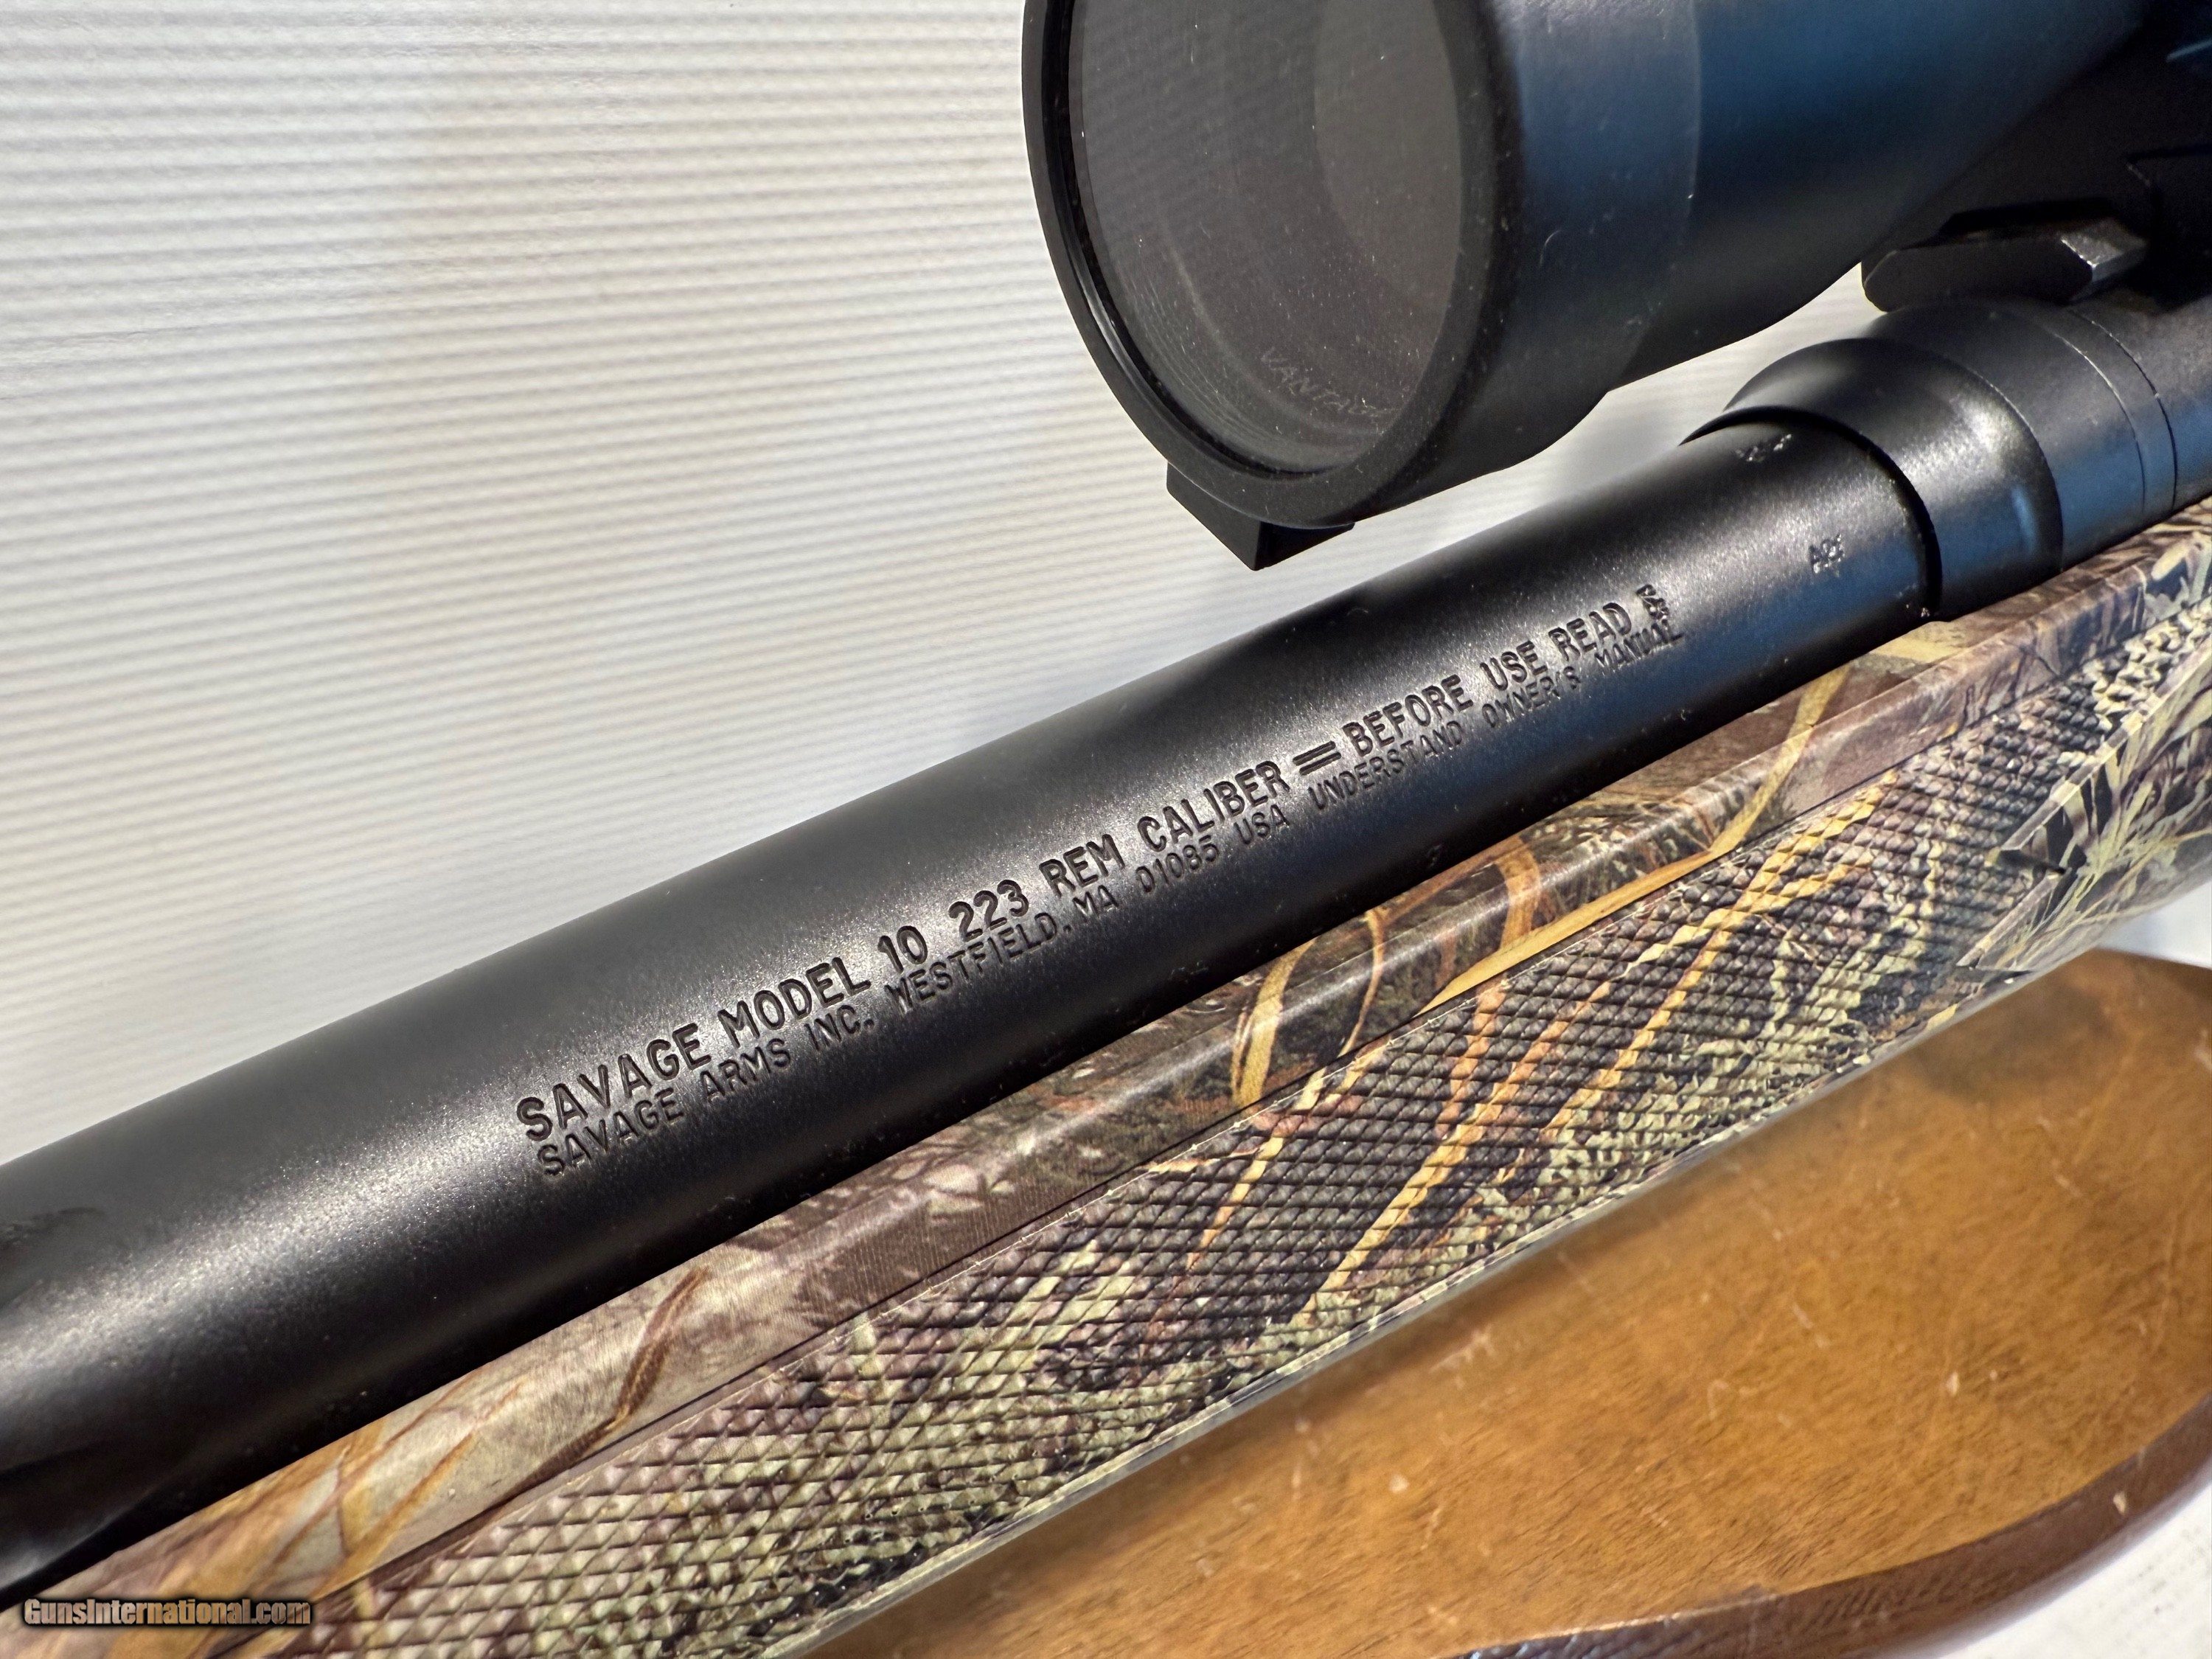 VANTAGE
SAVAGE MODEL 10 223 REM CALIBER = BEFORE USE READ &
SAVAGE ARMS INC. WESTFIELD, MA 01085 USA UNDERSTAND OWNER'S MANUAL
GunsInternational.com